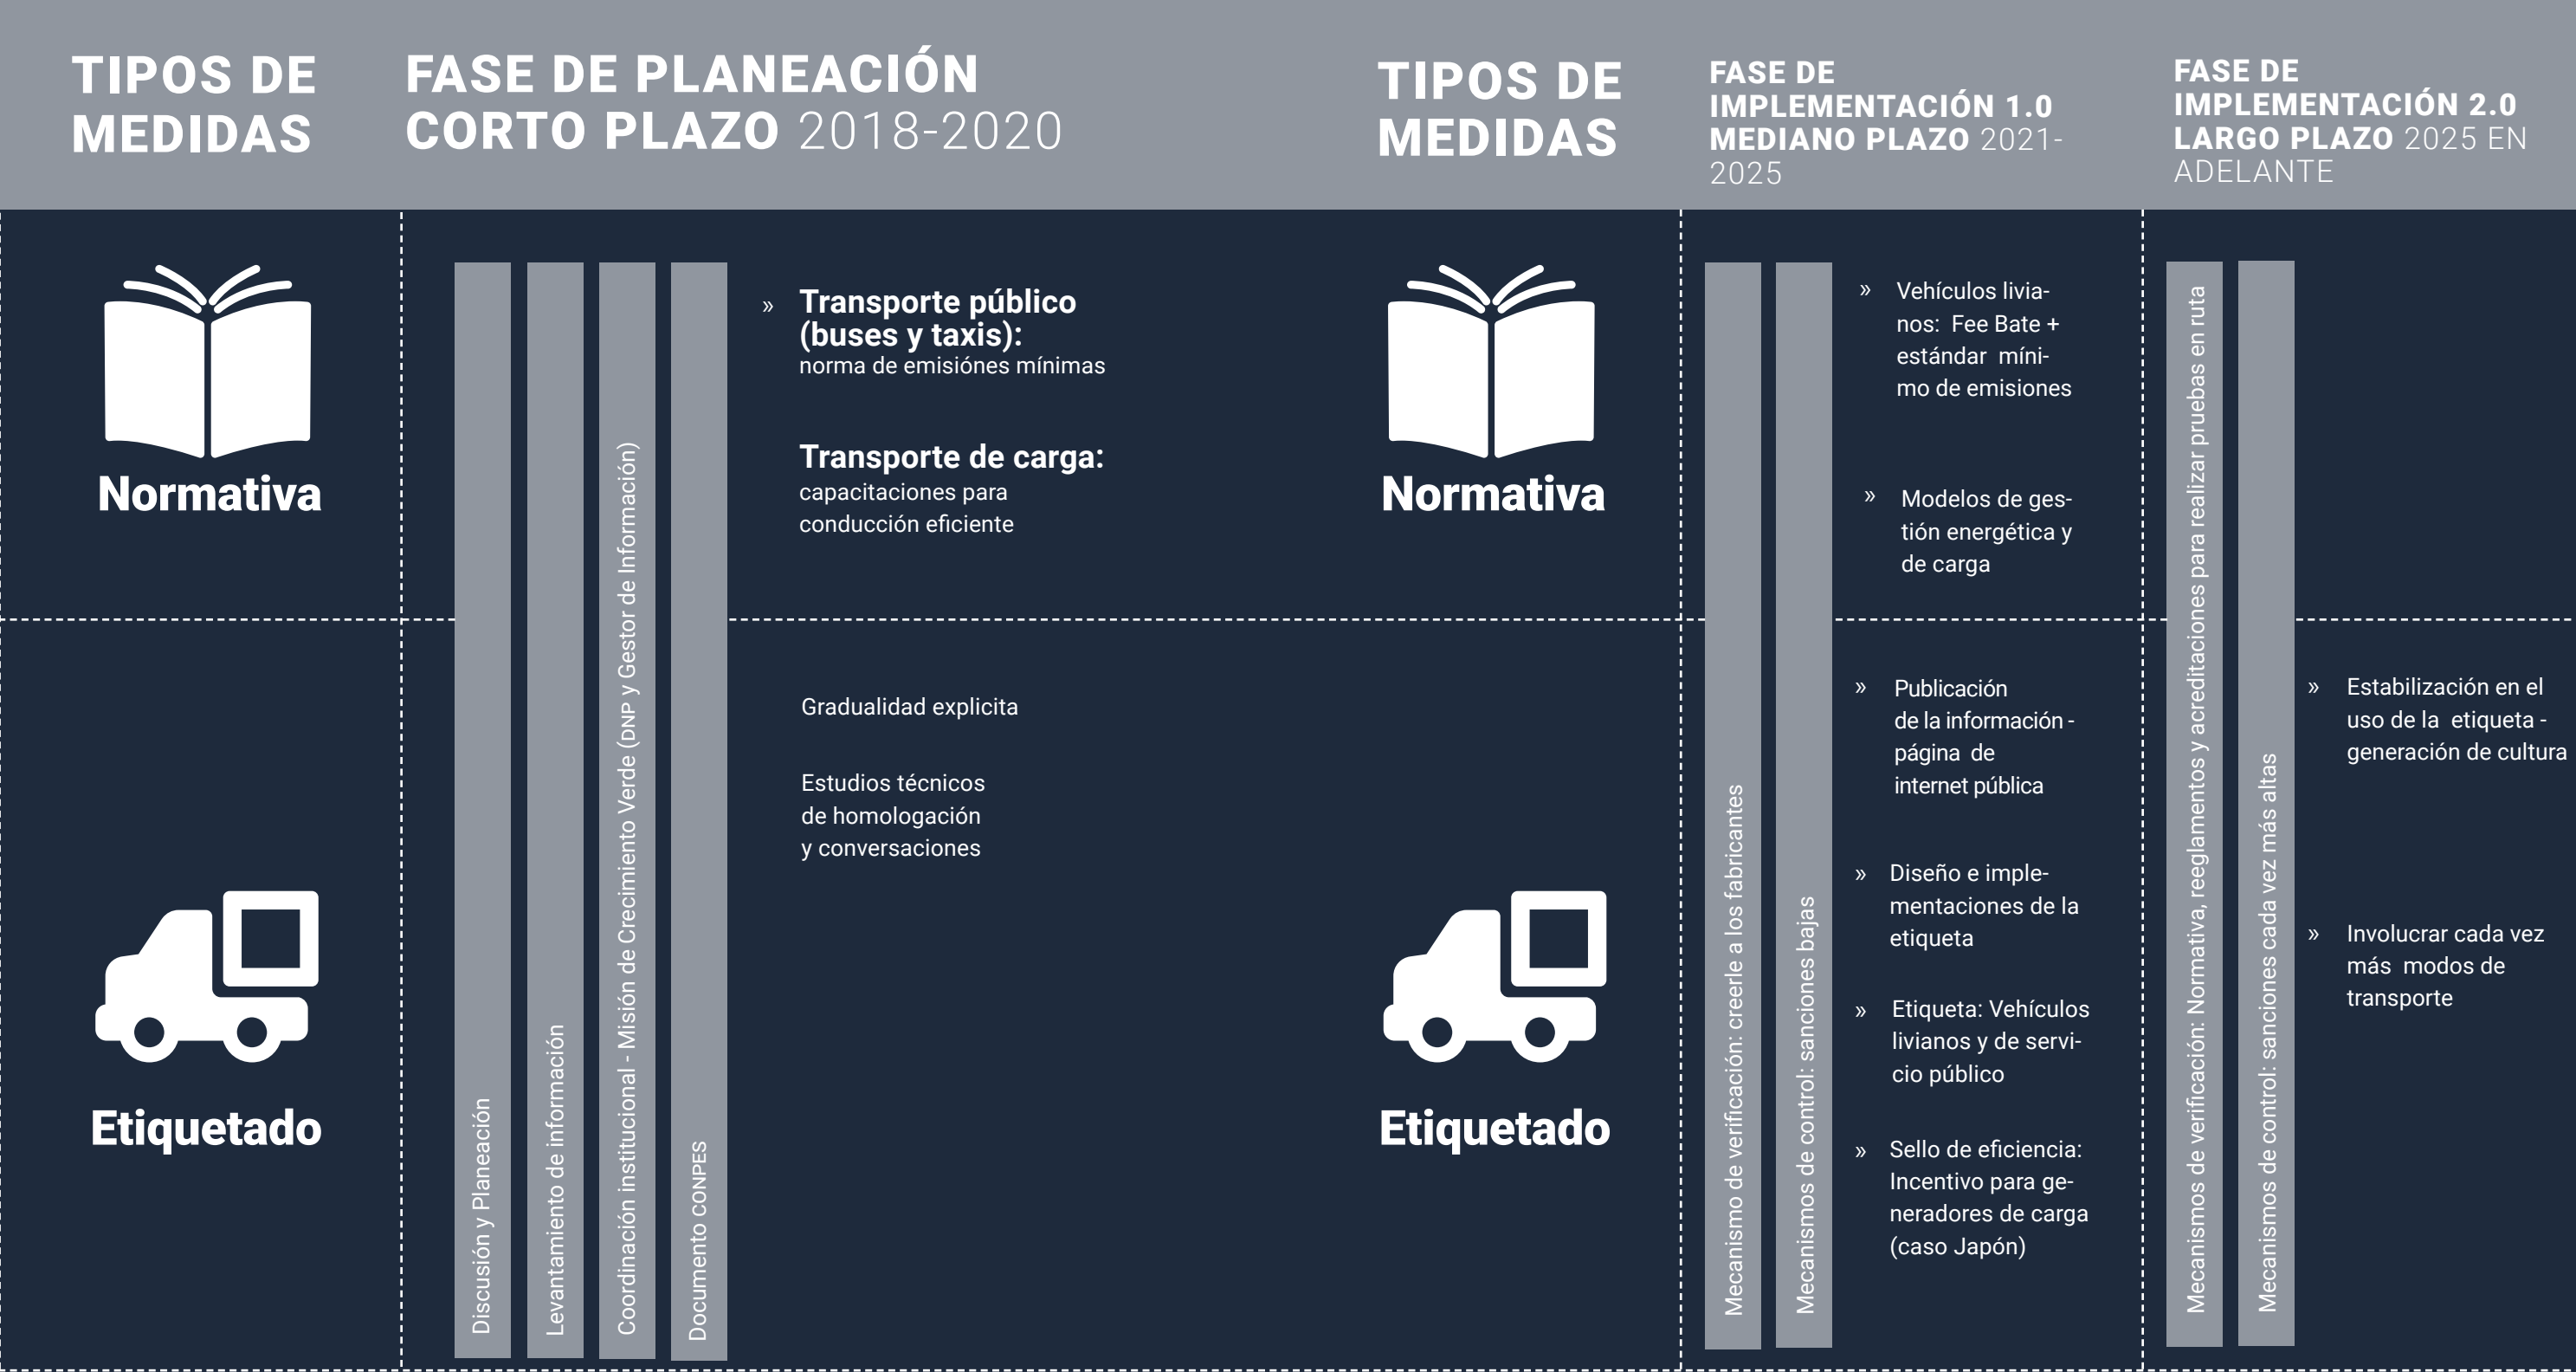 TIPOS DE
MEDIDAS
FASE DE PLANEACIÓN
CORTO PLAZO 2018-2020
TIPOS DE
MEDIDAS
FASE DE
IMPLEMENTACIÓN 1.0
MEDIANO PLAZO 2021-
2025
FASE DE
IMPLEMENTACIÓN 2.0
LARGO PLAZO 2025 EN
ADELANTE
Normativa
Etiquetado
Discusión y Planeación
Levantamiento de información
Coordinación institucional - Misión de Crecimiento Verde (DNP y Gestor de Información)
Documento CONPES
» Transporte público
(buses y taxis):
norma de emisiónes mínimas
Transporte de carga:
capacitaciones para
conducción eficiente
Gradualidad explicita
Estudios técnicos
de homologación
y conversaciones
Normativa
Etiquetado
Mecanismo de verificación: creerle a los fabricantes
Mecanismos de control: sanciones bajas
» Vehículos livia-
nos: Fee Bate +
estándar míni-
mo de emisiones
» Modelos de ges-
tión energética y
de carga
» Publicación
de la información -
página de
internet pública
» Diseño e imple-
mentaciones de la
etiqueta
» Etiqueta: Vehículos
livianos y de servi-
cio público
» Sello de eficiencia:
Incentivo para ge-
neradores de carga
(caso Japón)
Mecanismos de verificación: Normativa, reeglamentos y acreditaciones para realizar pruebas en ruta
Mecanismos de control: sanciones cada vez más altas
» Estabilización en el
uso de la etiqueta -
generación de cultura
» Involucrar cada vez
más modos de
transporte